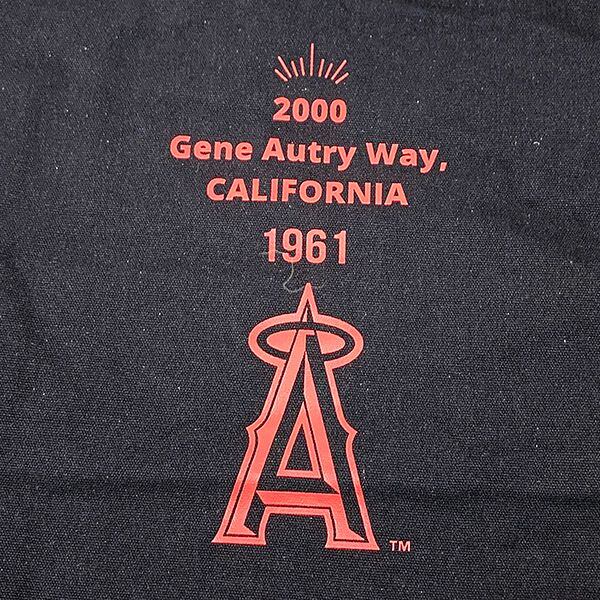 2000
Gene Autry Way,
CALIFORNIA
1961
A
TM